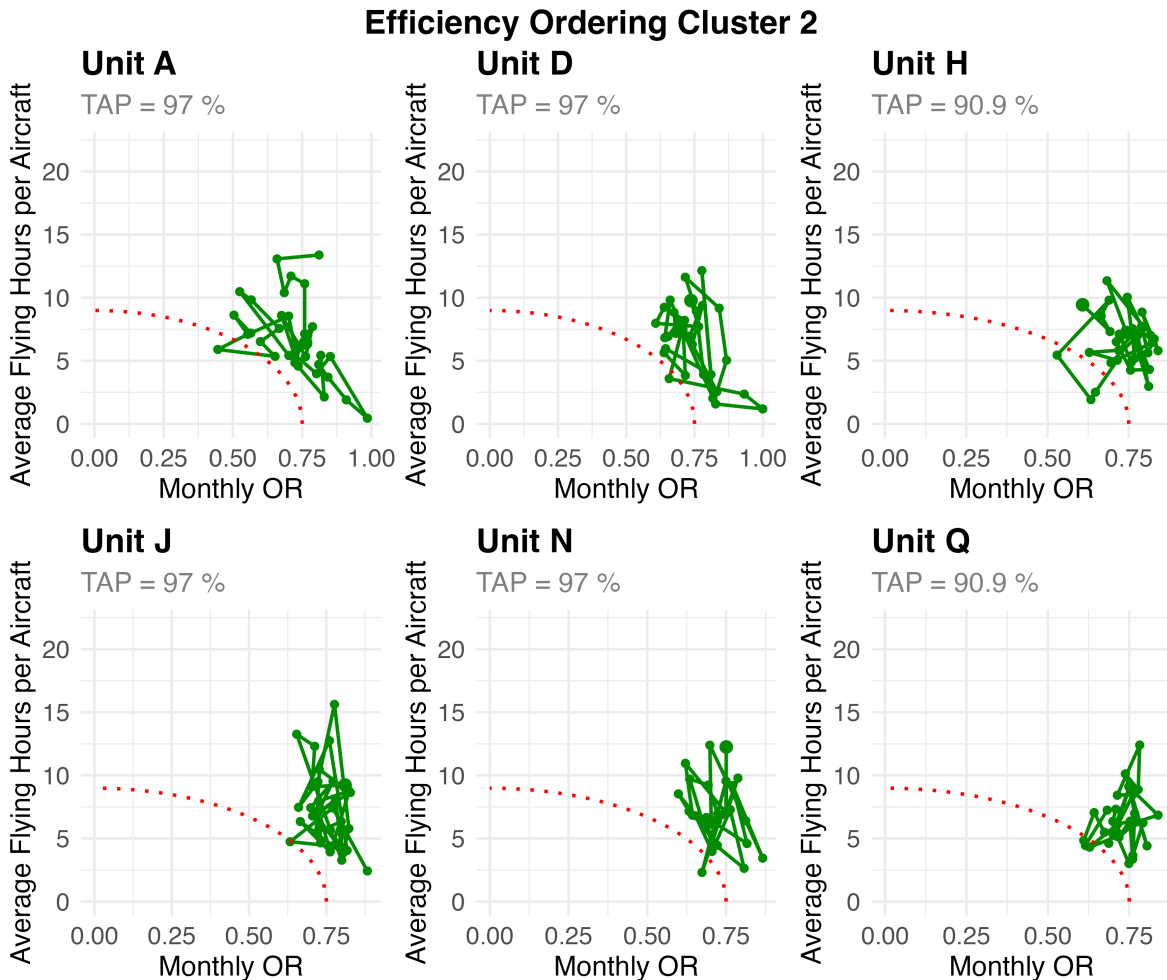 Efficiency Ordering Cluster 2
Unit A
TAP = 97 %
Average Flying Hours per Aircraft
20
15
10
5
0
0.00 0.25 0.50 0.75 1.00
Monthly OR
Unit D
TAP = 97 %
Average Flying Hours per Aircraft
20
15
10
5
0
0.00 0.25 0.50 0.75 1.00
Monthly OR
Unit H
TAP = 90.9 %
Average Flying Hours per Aircraft
20
15
10
5
0
0.00 0.25 0.50 0.75
Monthly OR
Unit J
TAP = 97 %
Average Flying Hours per Aircraft
20
15
10
5
0
0.00 0.25 0.50 0.75
Monthly OR
Unit N
TAP = 97 %
Average Flying Hours per Aircraft
20
15
10
5
0
0.00 0.25 0.50 0.75
Monthly OR
Unit Q
TAP = 90.9 %
Average Flying Hours per Aircraft
20
15
10
5
0
0.00 0.25 0.50 0.75
Monthly OR